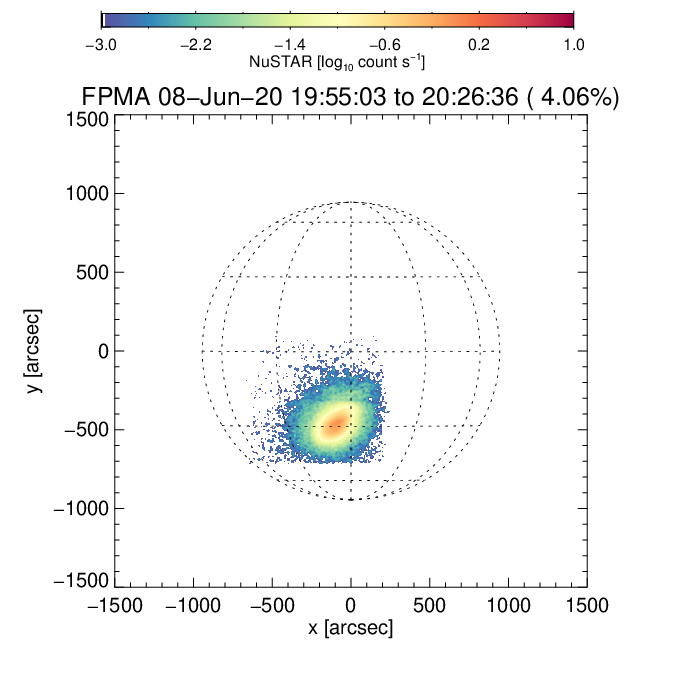 −3.0 −2.2 −1.4 −0.6 0.2 1.0
NuSTAR [log₁₀ count s⁻¹]
FPMA 08−Jun−20 19:55:03 to 20:26:36 ( 4.06%)
1500
1000
500
0
−500
−1000
−1500
y [arcsec]
−1500 −1000 −500 0 500 1000 1500
x [arcsec]